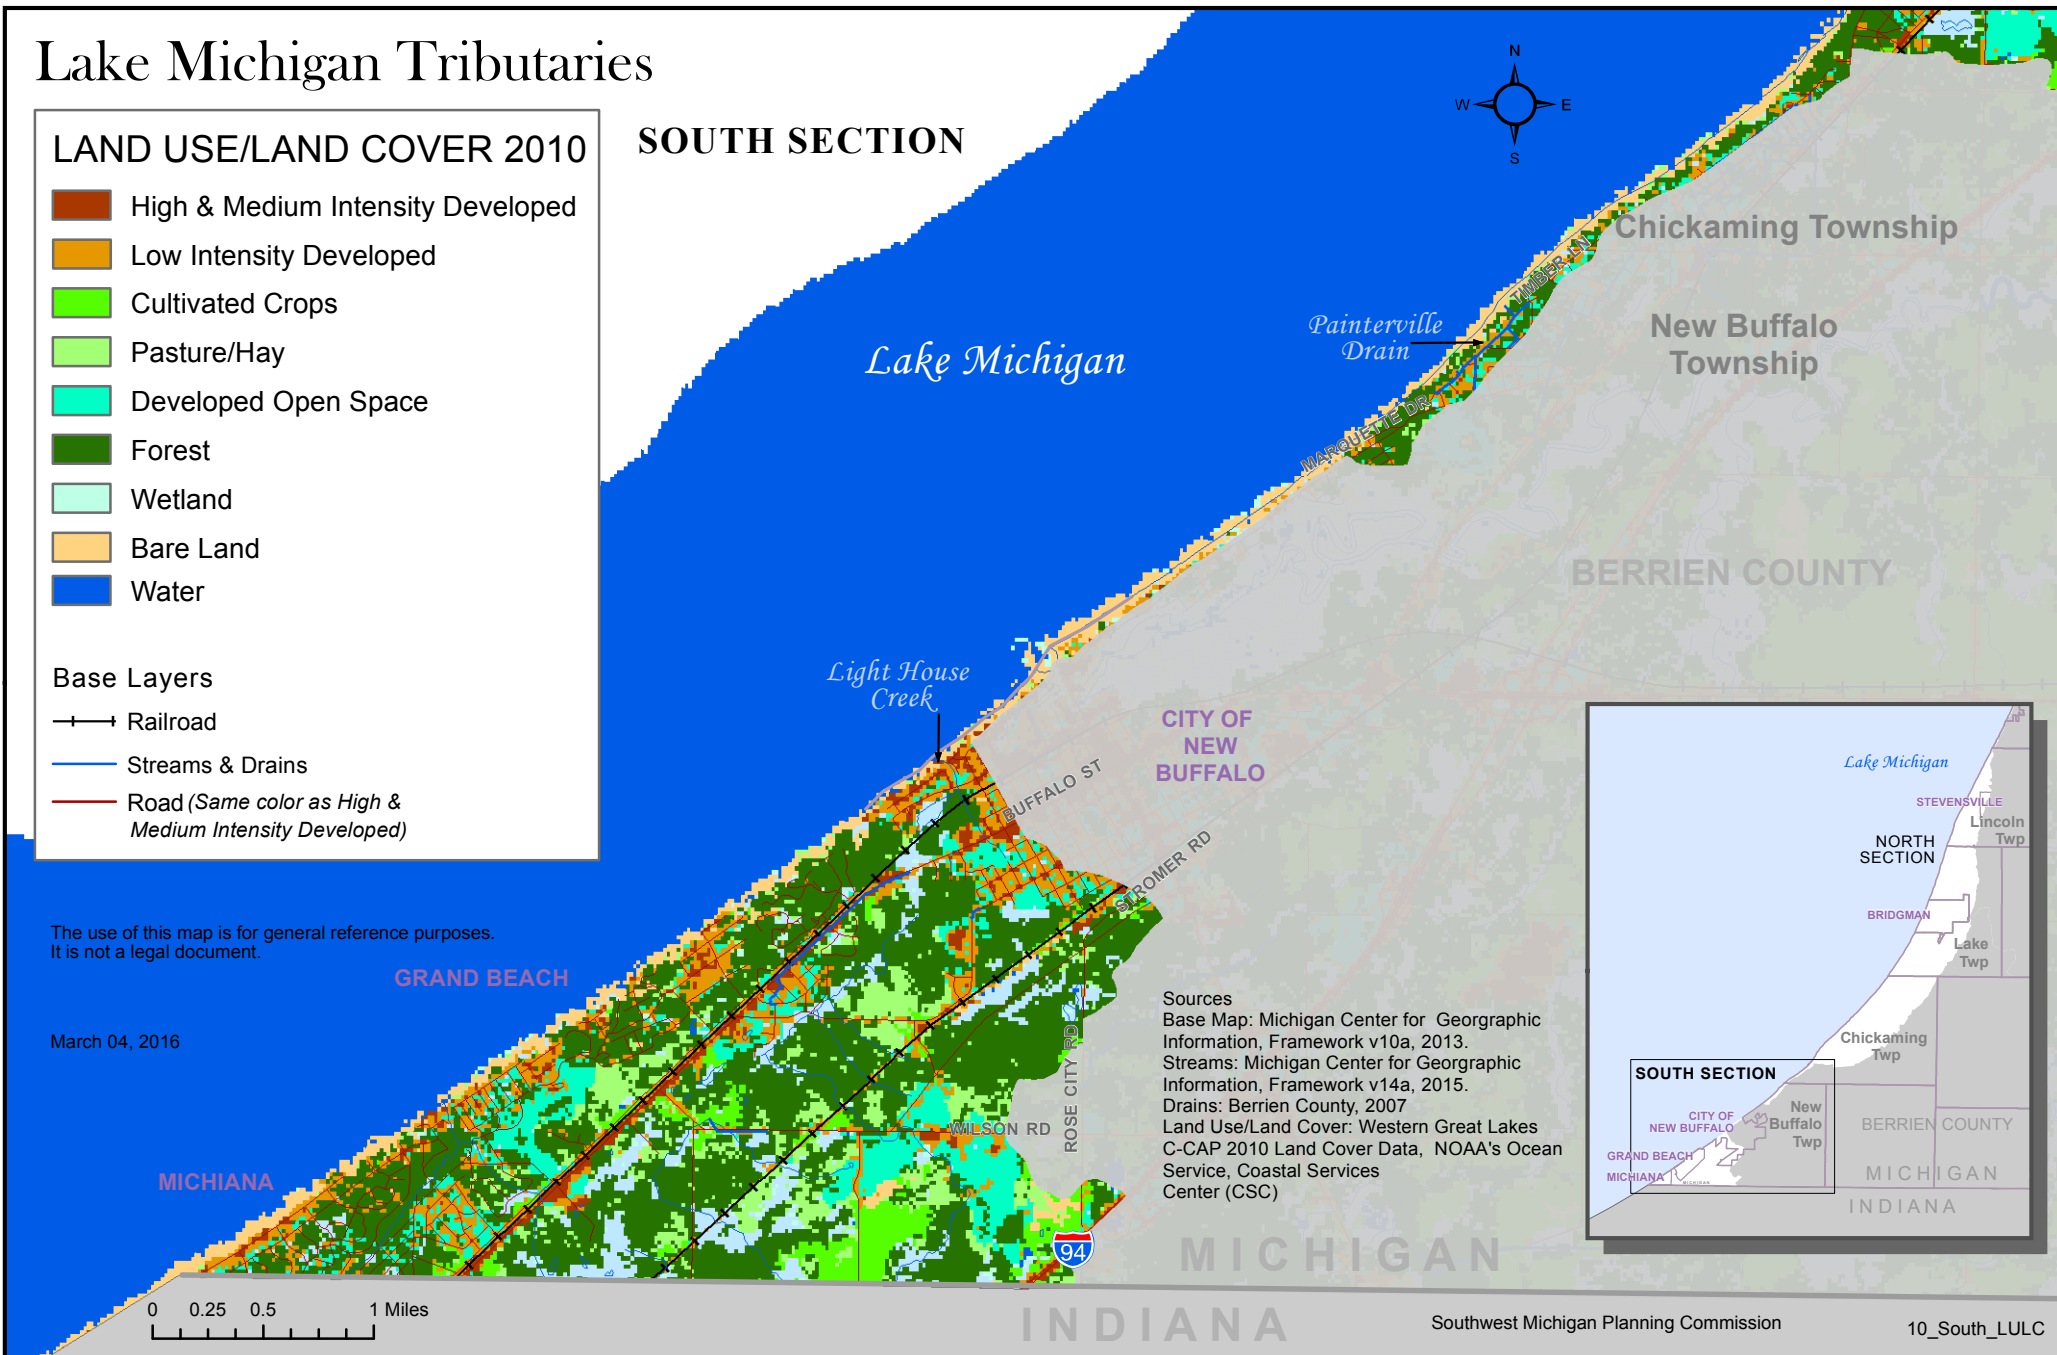 Lake Michigan Tributaries
LAND USE/LAND COVER 2010
High & Medium Intensity Developed
Low Intensity Developed
Cultivated Crops
Pasture/Hay
Developed Open Space
Forest
Wetland
Bare Land
Water
Base Layers
Railroad
Streams & Drains
Road (Same color as High &
Medium Intensity Developed)
SOUTH SECTION
N
W
E
S
Lake Michigan
Chickaming Township
TIMBER LN
Painterville
Drain
New Buffalo
Township
MARQUETTE DR
BERRIEN COUNTY
Light House
Creek
CITY OF
NEW
BUFFALO
BUFFALO ST
STROMER RD
The use of this map is for general reference purposes.
It is not a legal document.
GRAND BEACH
March 04, 2016
MICHIANA
ROSE CITY RD
WILSON RD
94
Sources
Base Map: Michigan Center for Georgraphic
Information, Framework v10a, 2013.
Streams: Michigan Center for Georgraphic
Information, Framework v14a, 2015.
Drains: Berrien County, 2007
Land Use/Land Cover: Western Great Lakes
C-CAP 2010 Land Cover Data, NOAA's Ocean
Service, Coastal Services
Center (CSC)
Lake Michigan
STEVENSVILLE
Lincoln
Twp
NORTH
SECTION
BRIDGMAN
Lake
Twp
Chickaming
Twp
SOUTH SECTION
CITY OF
NEW BUFFALO
New
Buffalo
Twp
BERRIEN COUNTY
GRAND BEACH
MICHIANA
MICHIGAN
MICHIGAN
INDIANA
MICHIGAN
INDIANA
0 0.25 0.5 1 Miles
Southwest Michigan Planning Commission
10_South_LULC